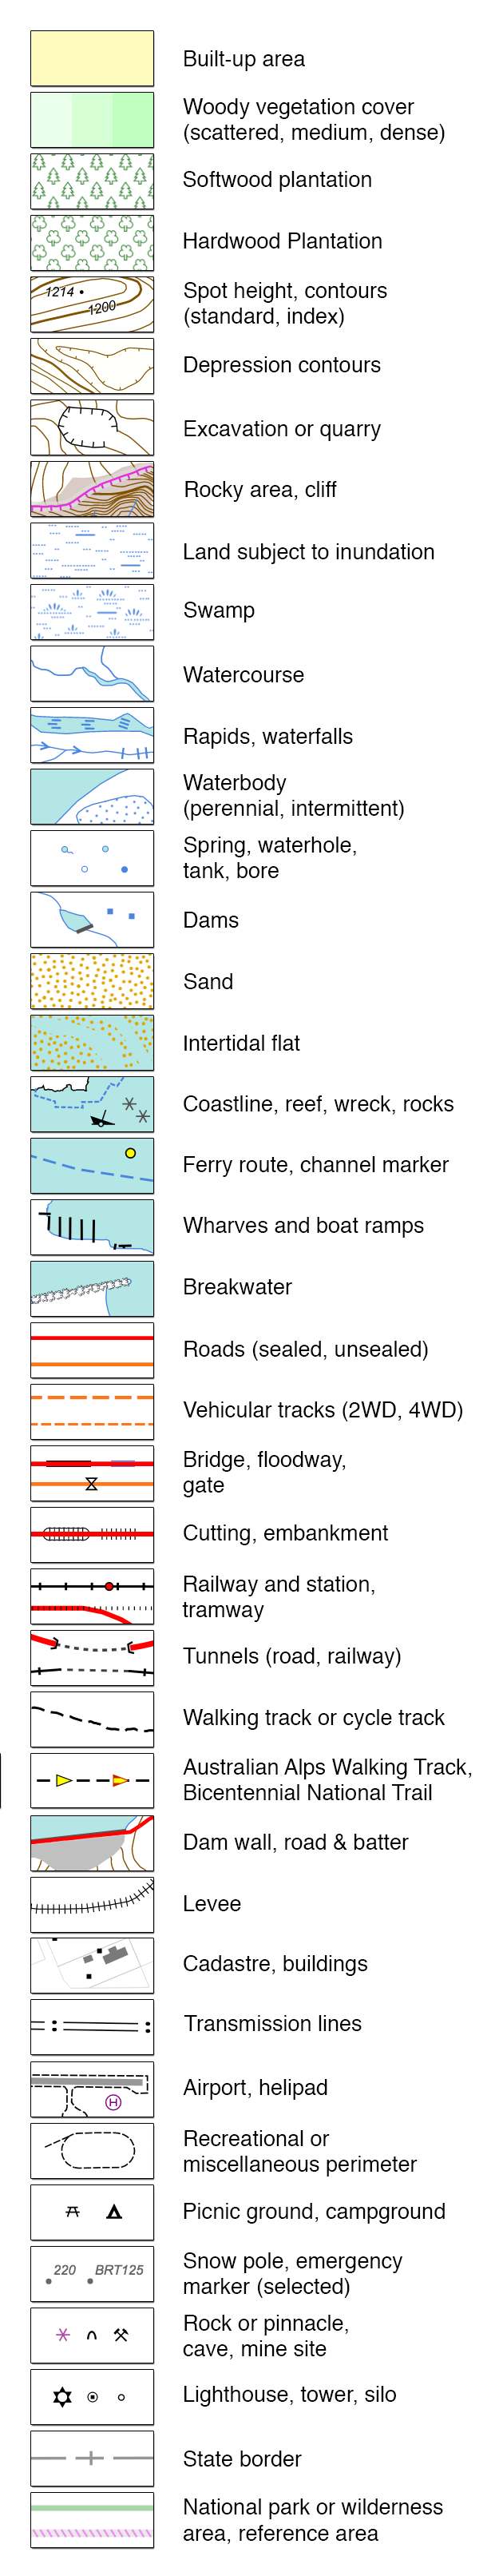 Built-up area
Woody vegetation cover
(scattered, medium, dense)
Softwood plantation
Hardwood Plantation
1214
1200
Spot height, contours
(standard, index)
Depression contours
Excavation or quarry
Rocky area, cliff
Land subject to inundation
Swamp
Watercourse
Rapids, waterfalls
Waterbody
(perennial, intermittent)
Spring, waterhole,
tank, bore
Dams
Sand
Intertidal flat
Coastline, reef, wreck, rocks
Ferry route, channel marker
Wharves and boat ramps
Breakwater
Roads (sealed, unsealed)
Vehicular tracks (2WD, 4WD)
Bridge, floodway,
gate
Cutting, embankment
Railway and station,
tramway
Tunnels (road, railway)
Walking track or cycle track
Australian Alps Walking Track,
Bicentennial National Trail
Dam wall, road & batter
Levee
Cadastre, buildings
Transmission lines
H
Airport, helipad
Recreational or
miscellaneous perimeter
Picnic ground, campground
220 BRT125
Snow pole, emergency
marker (selected)
Rock or pinnacle,
cave, mine site
Lighthouse, tower, silo
State border
National park or wilderness
area, reference area